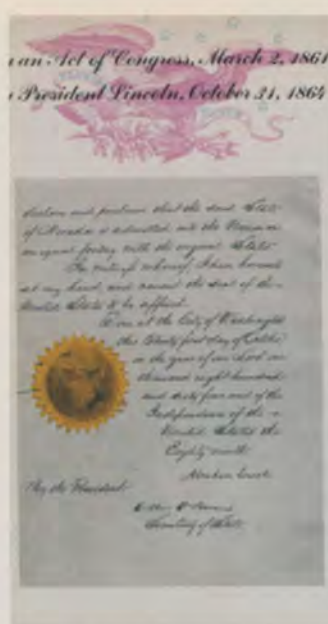 an Act of Congress, March 2, 1861
President Lincoln, October 31, 1864
declare and proclaim that the said State
of Nevada is admitted into the Union on
an equal footing with the original States
In witness whereof, I have hereunto
set my hand, and caused the seal of the
United States to be affixed.
Done at the City of Washington
this thirty first day of October
in the year of our Lord one
thousand eight hundred
and sixty four and of the
Independence of the
United States the
Eighty ninth
Abraham Lincoln
By the President
Secretary of State